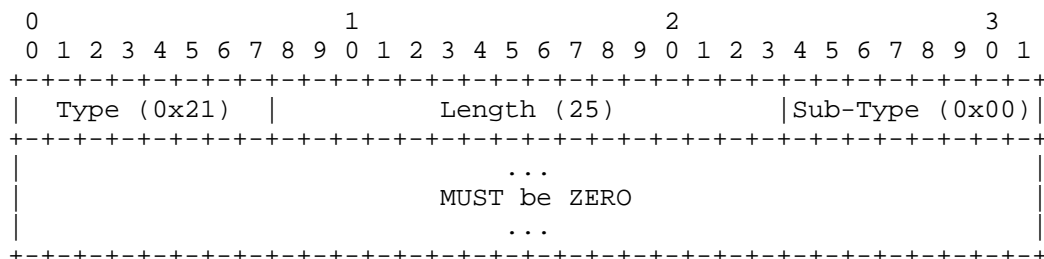 0                   1                   2                   3
 0 1 2 3 4 5 6 7 8 9 0 1 2 3 4 5 6 7 8 9 0 1 2 3 4 5 6 7 8 9 0 1
+-+-+-+-+-+-+-+-+-+-+-+-+-+-+-+-+-+-+-+-+-+-+-+-+-+-+-+-+-+-+-+-+
|  Type (0x21)  |          Length (25)          |Sub-Type (0x00)|
+-+-+-+-+-+-+-+-+-+-+-+-+-+-+-+-+-+-+-+-+-+-+-+-+-+-+-+-+-+-+-+-+
|                              ...                              |
|                          MUST be ZERO                         |
|                              ...                              |
+-+-+-+-+-+-+-+-+-+-+-+-+-+-+-+-+-+-+-+-+-+-+-+-+-+-+-+-+-+-+-+-+